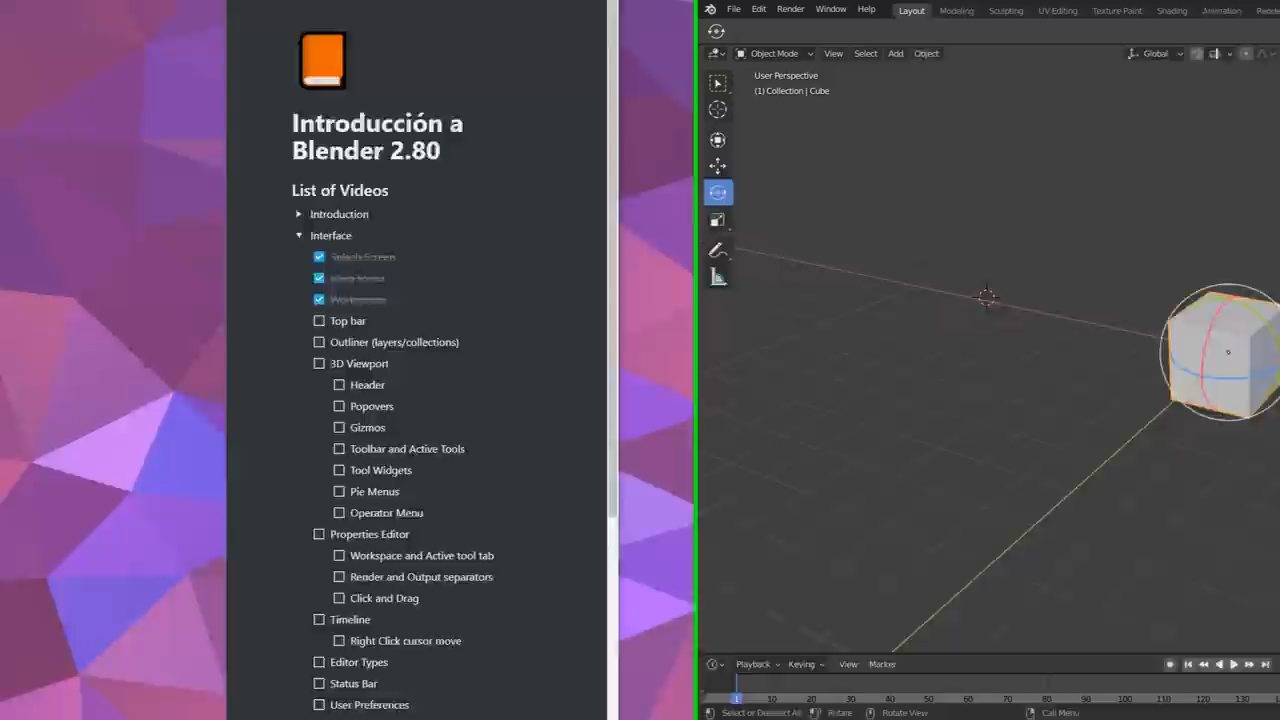 Introducción a
Blender 2.80
List of Videos
Introduction
Interface
Splash Screen
Workspaces
Top bar
Outliner (layers/collections)
3D Viewport
Header
Popovers
Gizmos
Toolbar and Active Tools
Tool Widgets
Pie Menus
Operator Menu
Properties Editor
Workspace and Active tool tab
Render and Output separators
Click and Drag
Timeline
Right Click cursor move
Editor Types
Status Bar
User Preferences
File Edit Render Window Help Layout Modeling Sculpting UV Editing Texture Paint Shading Animation
Object Mode View Select Add Object Global
User Perspective
(1) Collection | Cube
Playback Keying View Marker
1 10 20 30 40 50 60 70 80 90 100 110 120 130
Select or Deselect All Rotate Rotate View Call Menu